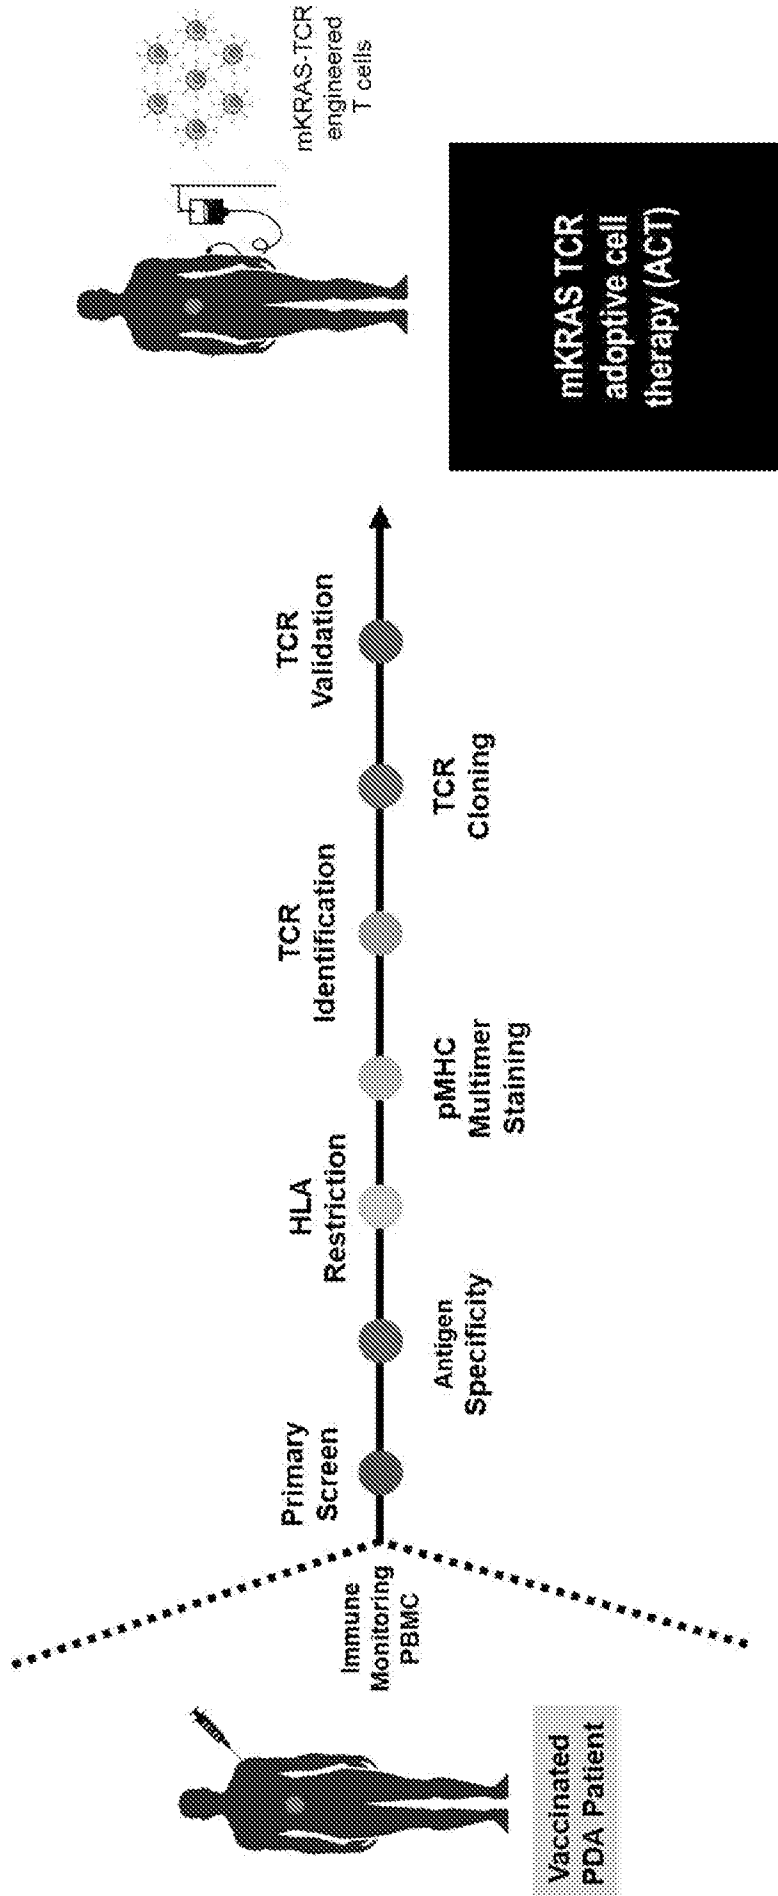 Vaccinated
PDA Patient
Immune
Monitoring
PBMC
Primary
Screen
Antigen
Specificity
HLA
Restriction
pMHC
Multimer
Staining
TCR
Identification
TCR
Cloning
TCR
Validation
mKRAS-TCR
engineered
T cells
mKRAS TCR
adoptive cell
therapy (ACT)